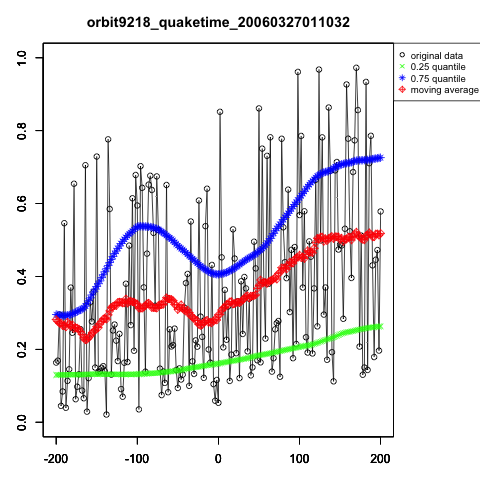 orbit9218_quaketime_20060327011032
original data
0.25 quantile
0.75 quantile
moving average
1.0
0.8
0.6
0.4
0.2
0.0
-200 -100 0 100 200